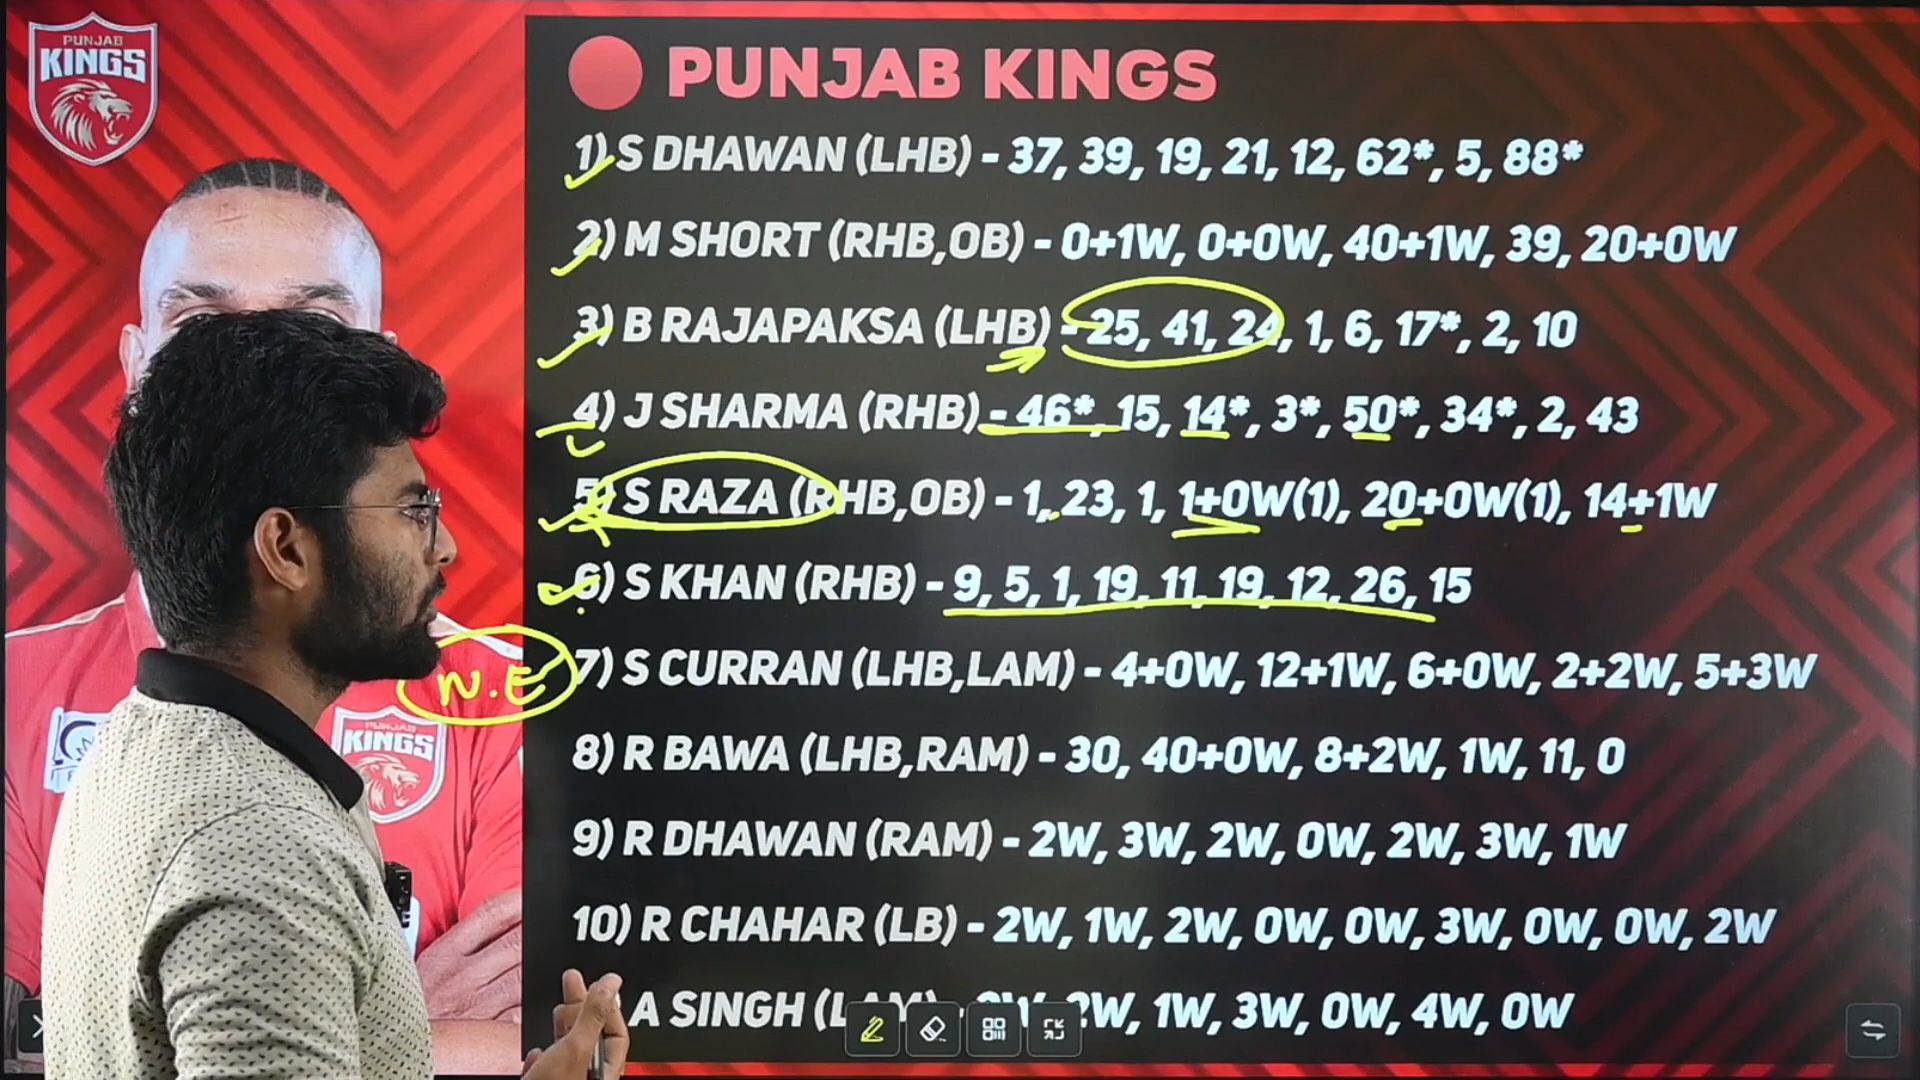 PUNJAB
KINGS
PUNJAB KINGS
1) S DHAWAN (LHB) - 37, 39, 19, 21, 12, 62*, 5, 88*
2) M SHORT (RHB,OB) - 0+1W, 0+0W, 40+1W, 39, 20+0W
3) B RAJAPAKSA (LHB) - 25, 41, 24, 1, 6, 17*, 2, 10
4) J SHARMA (RHB) - 46*, 15, 14*, 3*, 50*, 34*, 2, 43
5) S RAZA (RHB,OB) - 1, 23, 1, 1+0W(1), 20+0W(1), 14+1W
6) S KHAN (RHB) - 9, 5, 1, 19, 11, 19, 12, 26, 15
N.E
7) S CURRAN (LHB,LAM) - 4+0W, 12+1W, 6+0W, 2+2W, 5+3W
PUNJAB
KINGS
8) R BAWA (LHB,RAM) - 30, 40+0W, 8+2W, 1W, 11, 0
9) R DHAWAN (RAM) - 2W, 3W, 2W, 0W, 2W, 3W, 1W
10) R CHAHAR (LB) - 2W, 1W, 2W, 0W, 0W, 3W, 0W, 0W, 2W
A SINGH 2W, 1W, 3W, 0W, 4W, 0W